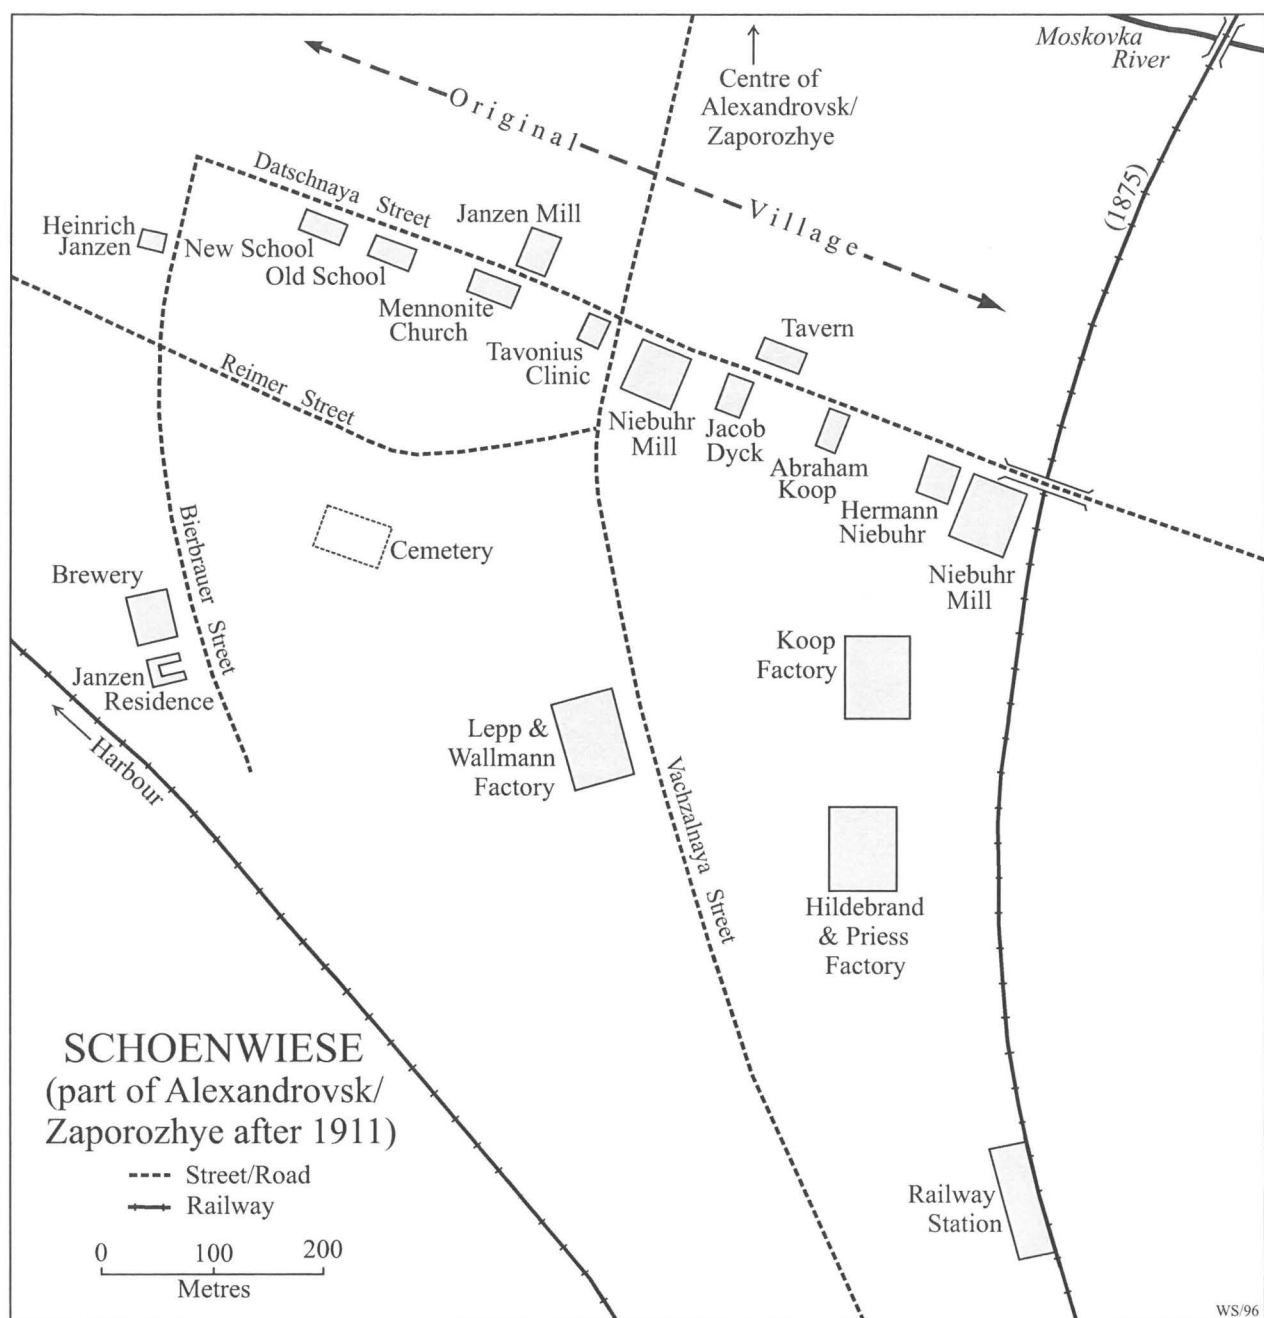 Moskovka
River
Centre of
Alexandrovsk/
Zaporozhye
Original
Village
(1875)
Datschnaya Street
Heinrich
Janzen
New School
Old School
Janzen Mill
Mennonite
Church
Tavonius
Clinic
Tavern
Reimer Street
Niebuhr
Mill
Jacob
Dyck
Abraham
Koop
Hermann
Niebuhr
Niebuhr
Mill
Bierbrauer Street
Cemetery
Brewery
Janzen
Residence
Harbour
Koop
Factory
Lepp &
Wallmann
Factory
Vachzalnaya Street
Hildebrand
& Priess
Factory
SCHOENWIESE
(part of Alexandrovsk/
Zaporozhye after 1911)
Street/Road
Railway
0 100 200
Metres
Railway
Station
WS/96